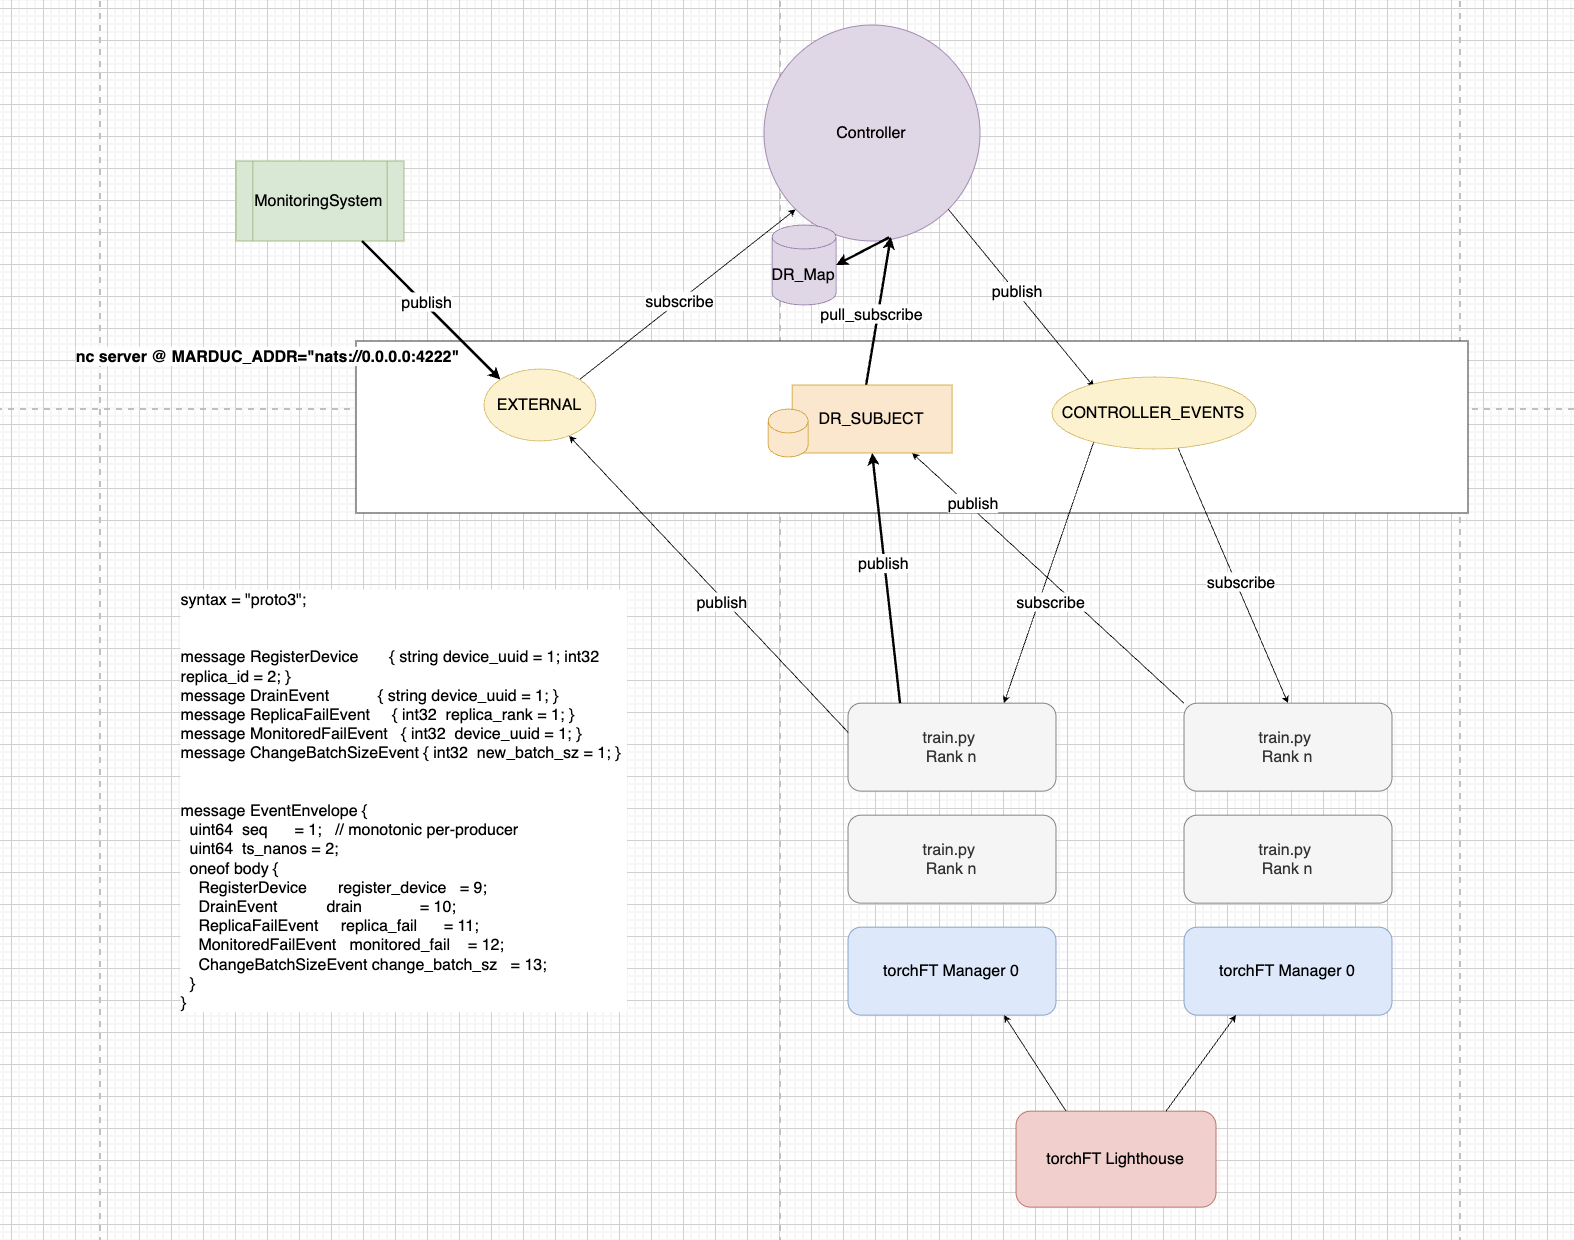 Controller
MonitoringSystem
DR_Map
publish
subscribe
pull_subscribe
publish
nc server @ MARDUC_ADDR="nats://0.0.0.0:4222"
EXTERNAL
DR_SUBJECT
CONTROLLER_EVENTS
publish
publish
publish
subscribe
subscribe
syntax = "proto3";
message RegisterDevice { string device_uuid = 1; int32
replica_id = 2; }
message DrainEvent { string device_uuid = 1; }
message ReplicaFailEvent { int32 replica_rank = 1; }
message MonitoredFailEvent { int32 device_uuid = 1; }
message ChangeBatchSizeEvent { int32 new_batch_sz = 1; }
message EventEnvelope {
uint64 seq = 1; // monotonic per-producer
uint64 ts_nanos = 2;
oneof body {
RegisterDevice register_device = 9;
DrainEvent drain = 10;
ReplicaFailEvent replica_fail = 11;
MonitoredFailEvent monitored_fail = 12;
ChangeBatchSizeEvent change_batch_sz = 13;
}
}
train.py
Rank n
train.py
Rank n
train.py
Rank n
train.py
Rank n
torchFT Manager 0
torchFT Manager 0
torchFT Lighthouse